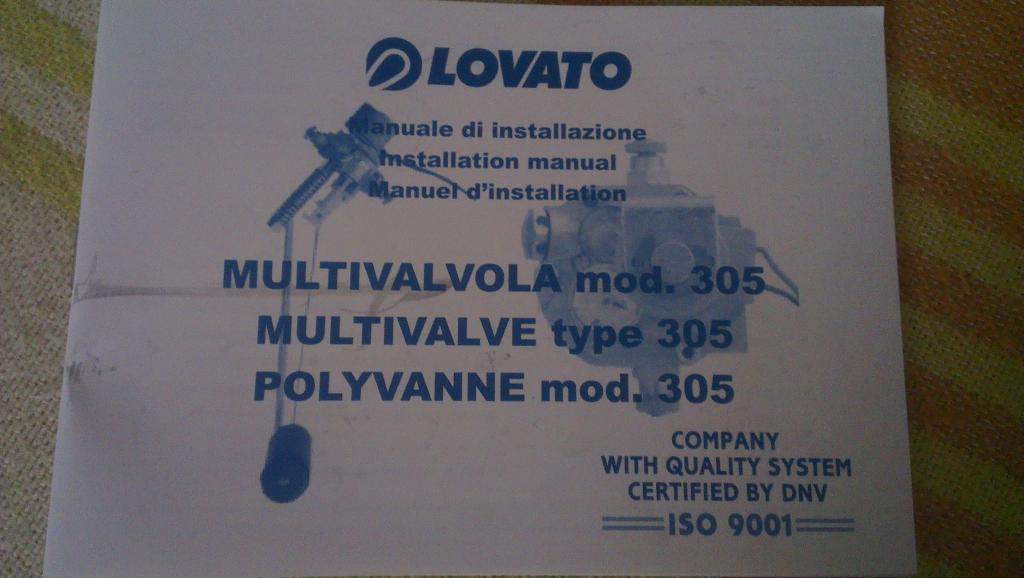 LOVATO
Manuale di installazione
Installation manual
Manuel d'installation
MULTIVALVOLA mod. 305
MULTIVALVE type 305
POLYVANNE mod. 305
COMPANY
WITH QUALITY SYSTEM
CERTIFIED BY DNV
ISO 9001